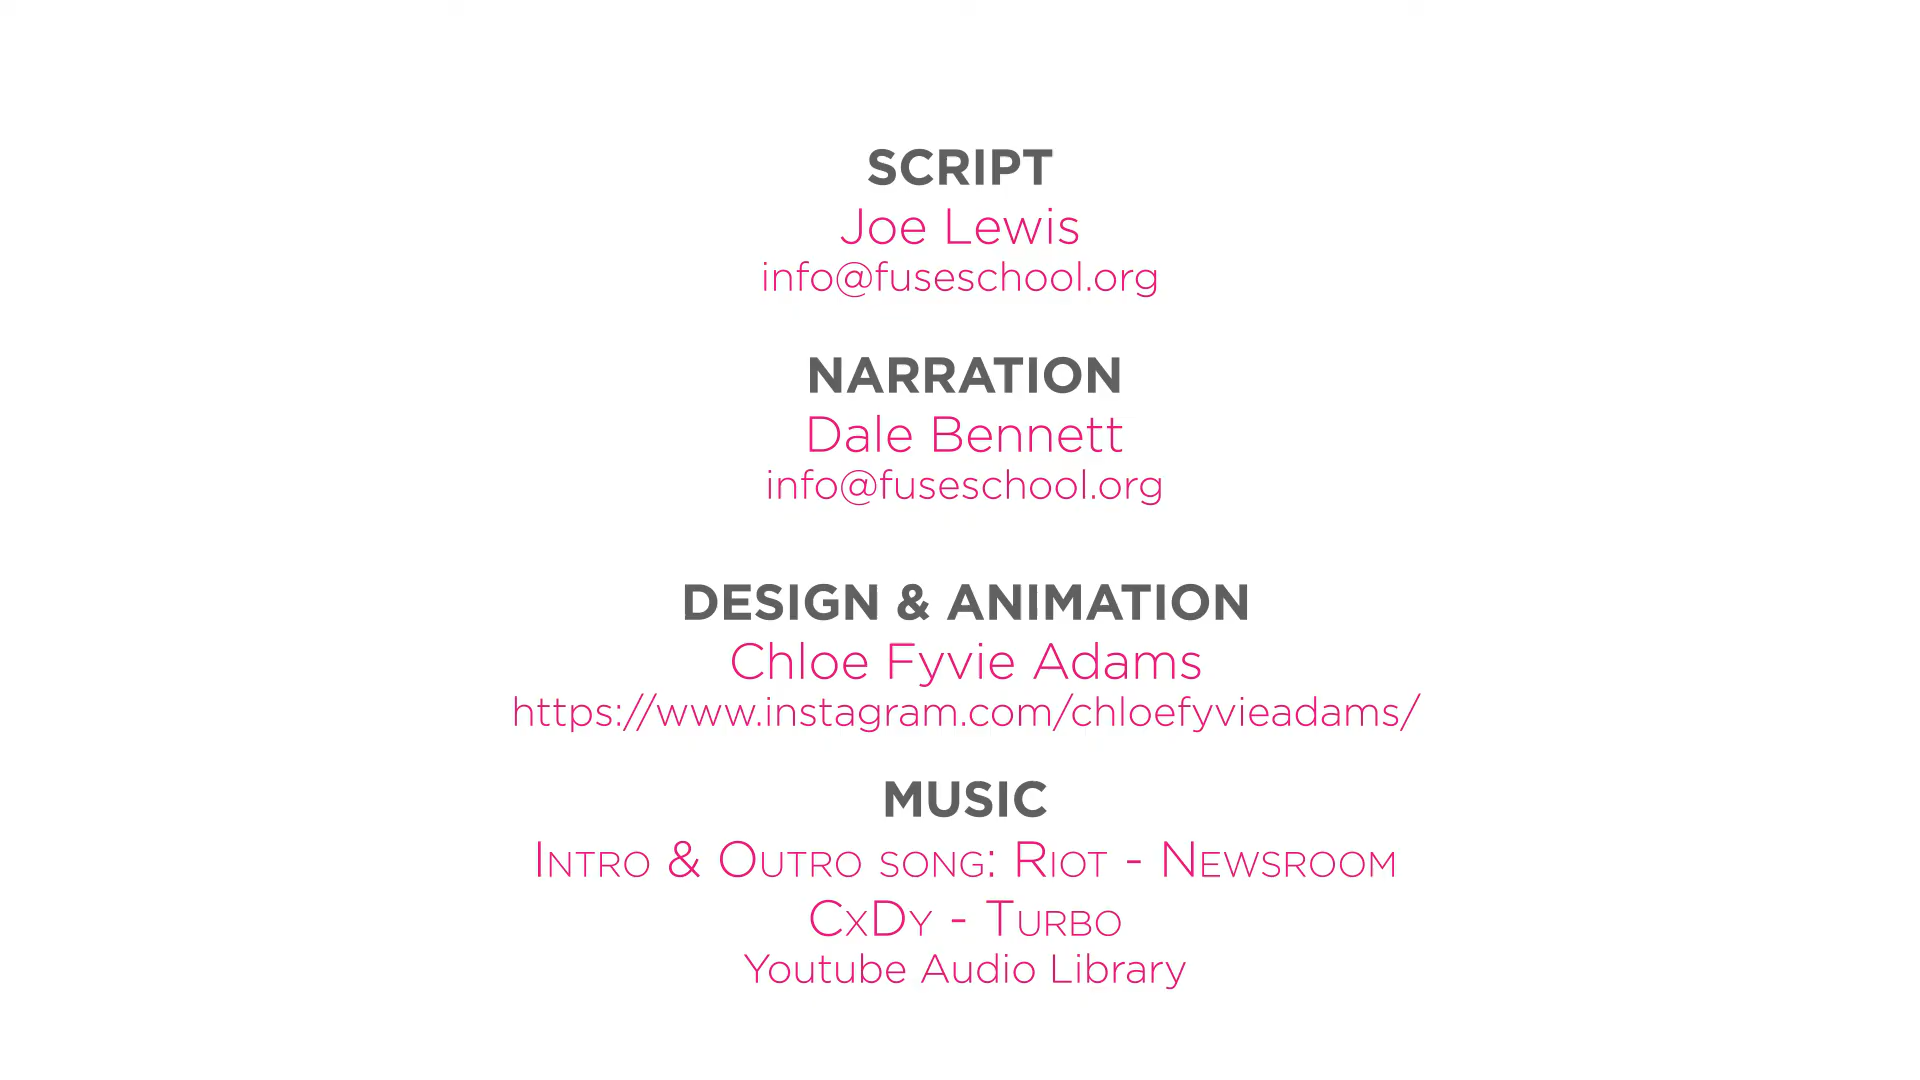 SCRIPT
Joe Lewis
info@fuseschool.org
NARRATION
Dale Bennett
info@fuseschool.org
DESIGN & ANIMATION
Chloe Fyvie Adams
https://www.instagram.com/chloefyvieadams/
MUSIC
Intro & Outro song: Riot - Newsroom
CxDy - Turbo
Youtube Audio Library